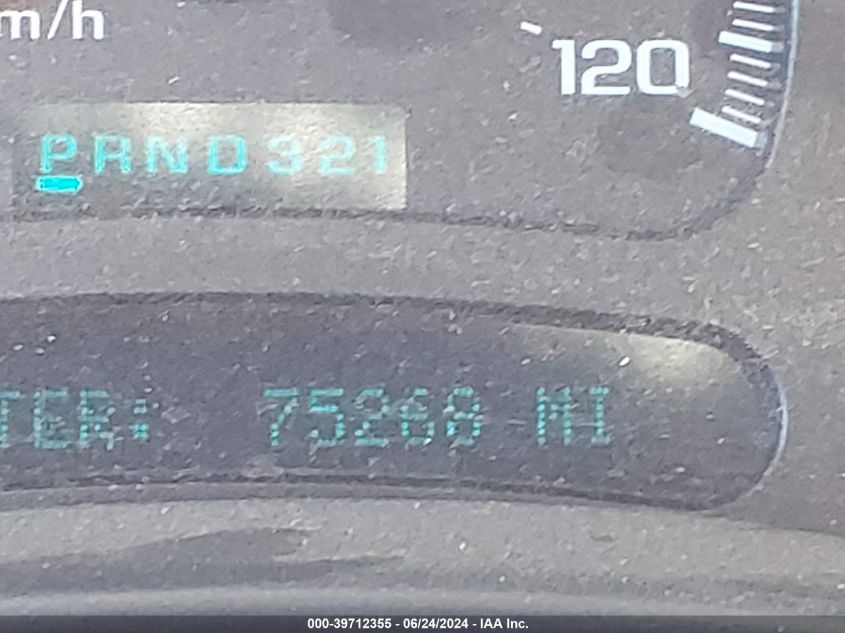 m/h
120
PRND321
TER: 75268 MI
000-39712355 - 06/24/2024 - IAA Inc.